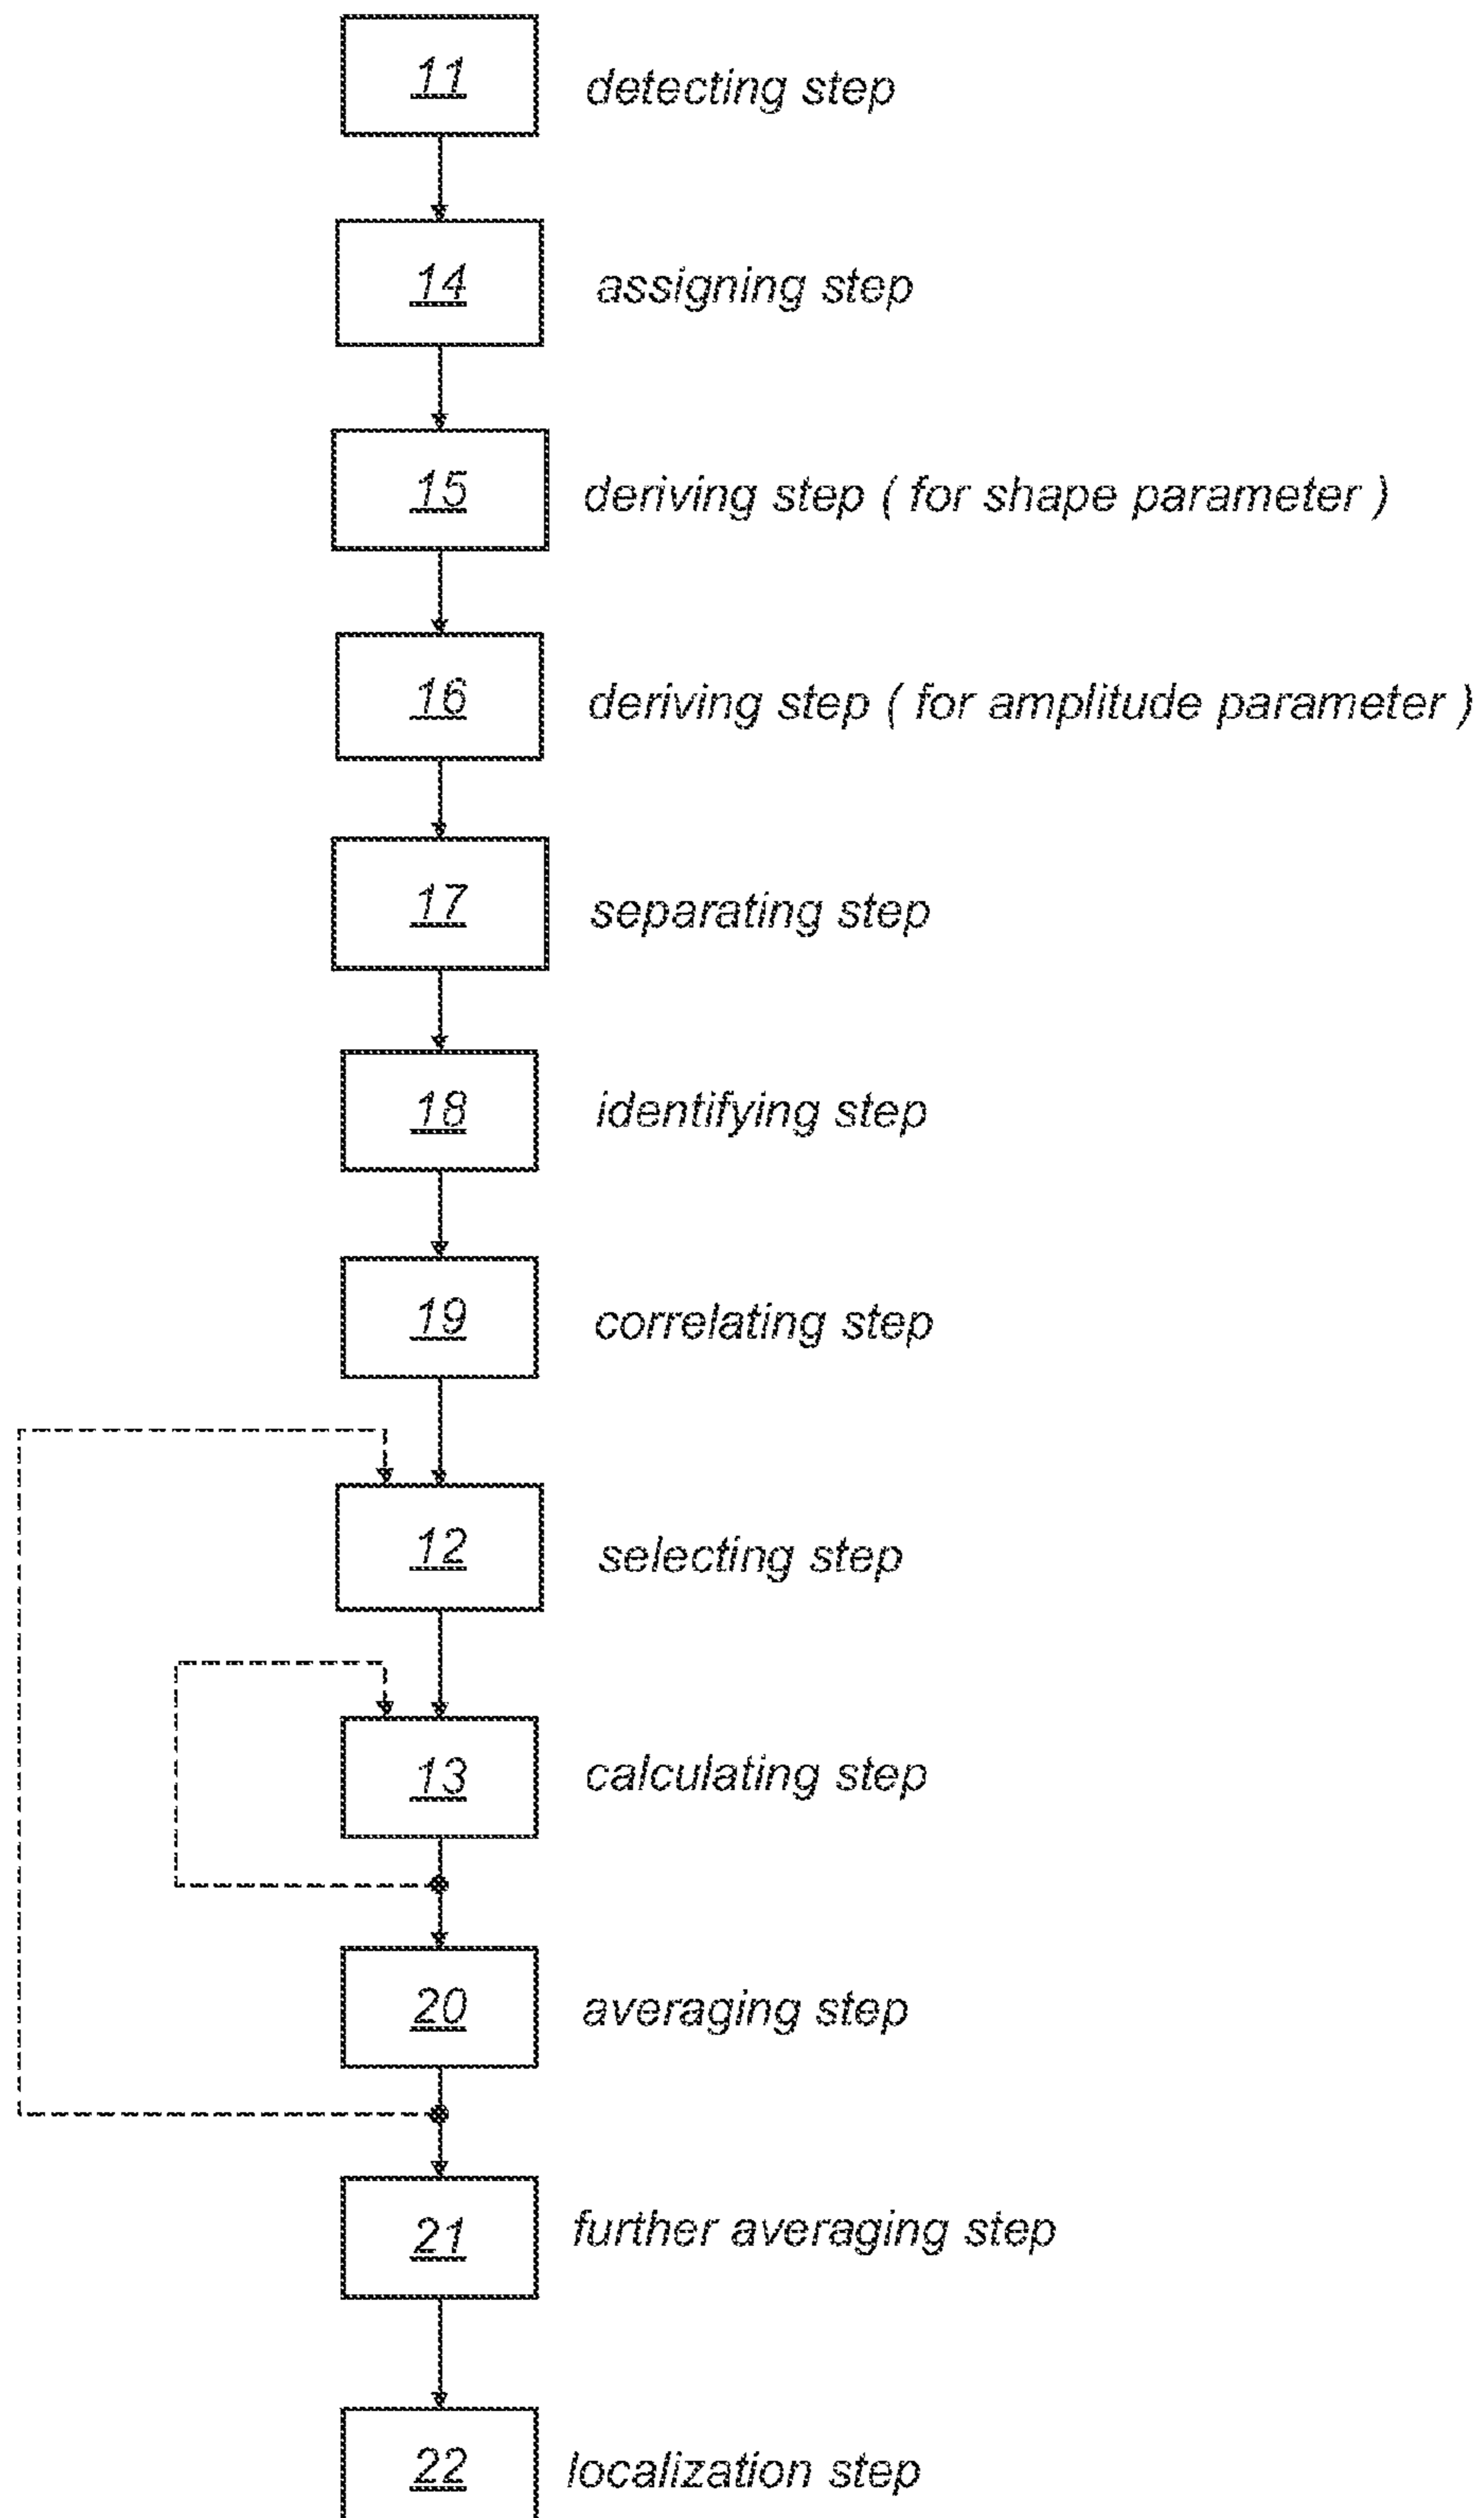 11 detecting step
14 assigning step
15 deriving step ( for shape parameter )
16 deriving step ( for amplitude parameter )
17 separating step
18 identifying step
19 correlating step
12 selecting step
13 calculating step
20 averaging step
21 further averaging step
22 localization step